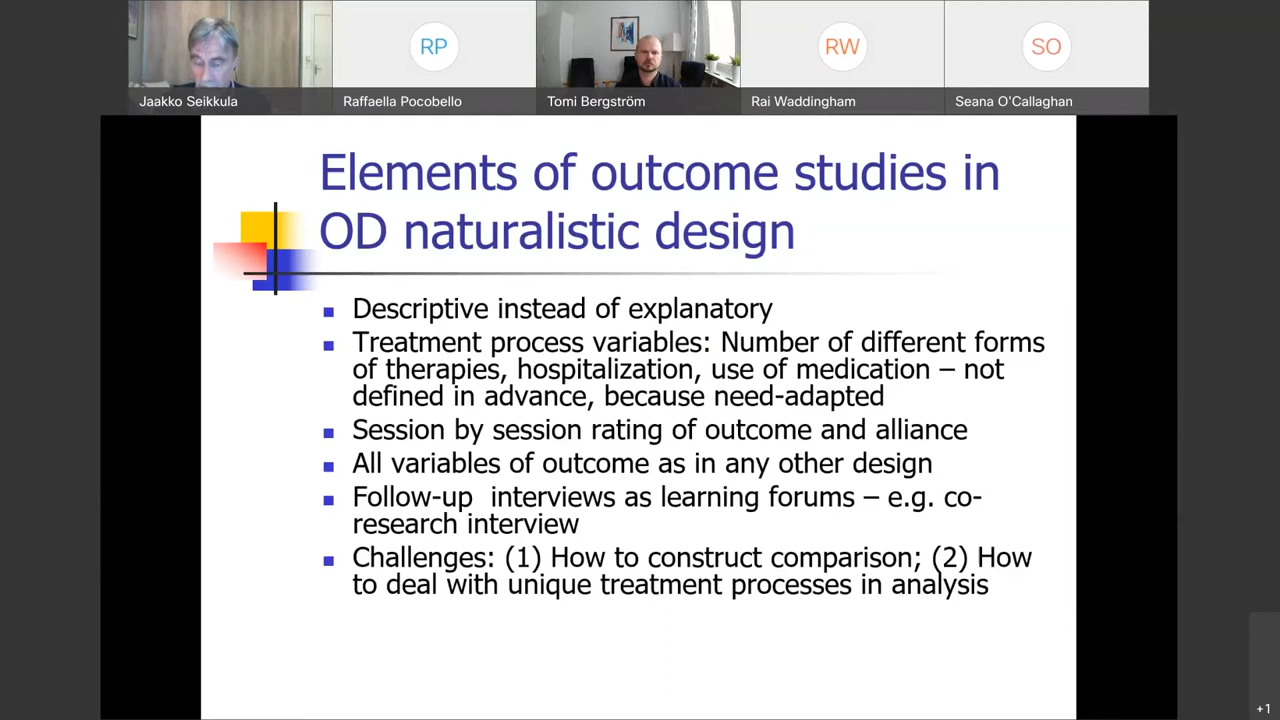 RP
RW
SO
Jaakko Seikkula
Raffaella Pocobello
Tomi Bergström
Rai Waddingham
Seana O'Callaghan
Elements of outcome studies in
OD naturalistic design
Descriptive instead of explanatory
Treatment process variables: Number of different forms
of therapies, hospitalization, use of medication – not
defined in advance, because need-adapted
Session by session rating of outcome and alliance
All variables of outcome as in any other design
Follow-up interviews as learning forums – e.g. co-
research interview
Challenges: (1) How to construct comparison; (2) How
to deal with unique treatment processes in analysis
+1